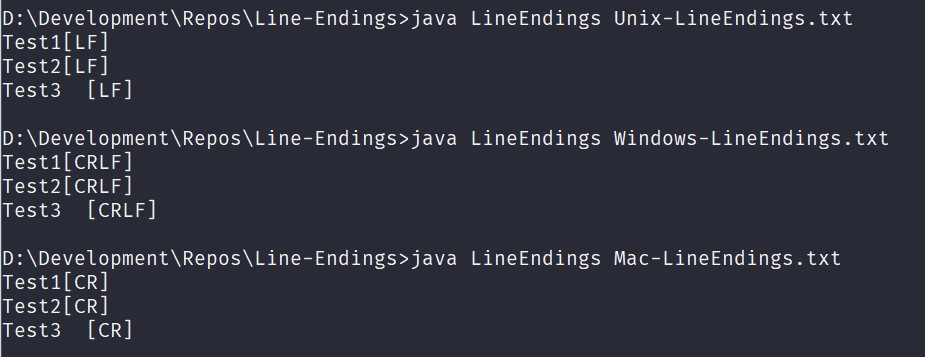 D:\Development\Repos\Line-Endings>java LineEndings Unix-LineEndings.txt
Test1[LF]
Test2[LF]
Test3  [LF]
D:\Development\Repos\Line-Endings>java LineEndings Windows-LineEndings.txt
Test1[CRLF]
Test2[CRLF]
Test3  [CRLF]
D:\Development\Repos\Line-Endings>java LineEndings Mac-LineEndings.txt
Test1[CR]
Test2[CR]
Test3  [CR]